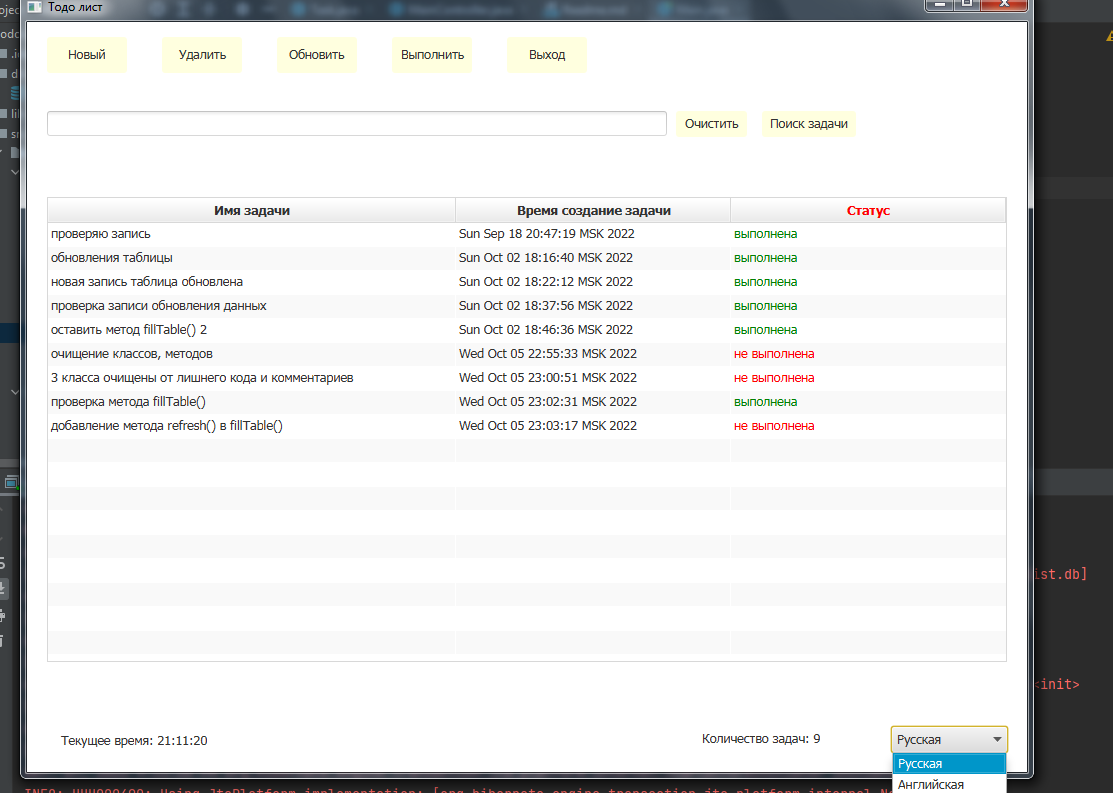 Тодо лист
Новый Удалить Обновить Выполнить Выход
Очистить Поиск задачи
Имя задачи Время создание задачи Статус
проверяю запись Sun Sep 18 20:47:19 MSK 2022 выполнена
обновления таблицы Sun Oct 02 18:16:40 MSK 2022 выполнена
новая запись таблица обновлена Sun Oct 02 18:22:12 MSK 2022 выполнена
проверка записи обновления данных Sun Oct 02 18:37:56 MSK 2022 выполнена
оставить метод fillTable() 2 Sun Oct 02 18:46:36 MSK 2022 выполнена
очищение классов, методов Wed Oct 05 22:55:33 MSK 2022 не выполнена
3 класса очищены от лишнего кода и комментариев Wed Oct 05 23:00:51 MSK 2022 не выполнена
проверка метода fillTable() Wed Oct 05 23:02:31 MSK 2022 выполнена
добавление метода refresh() в fillTable() Wed Oct 05 23:03:17 MSK 2022 не выполнена
ist.db]
<init>
Текущее время: 21:11:20 Количество задач: 9 Русская
Русская
Английская